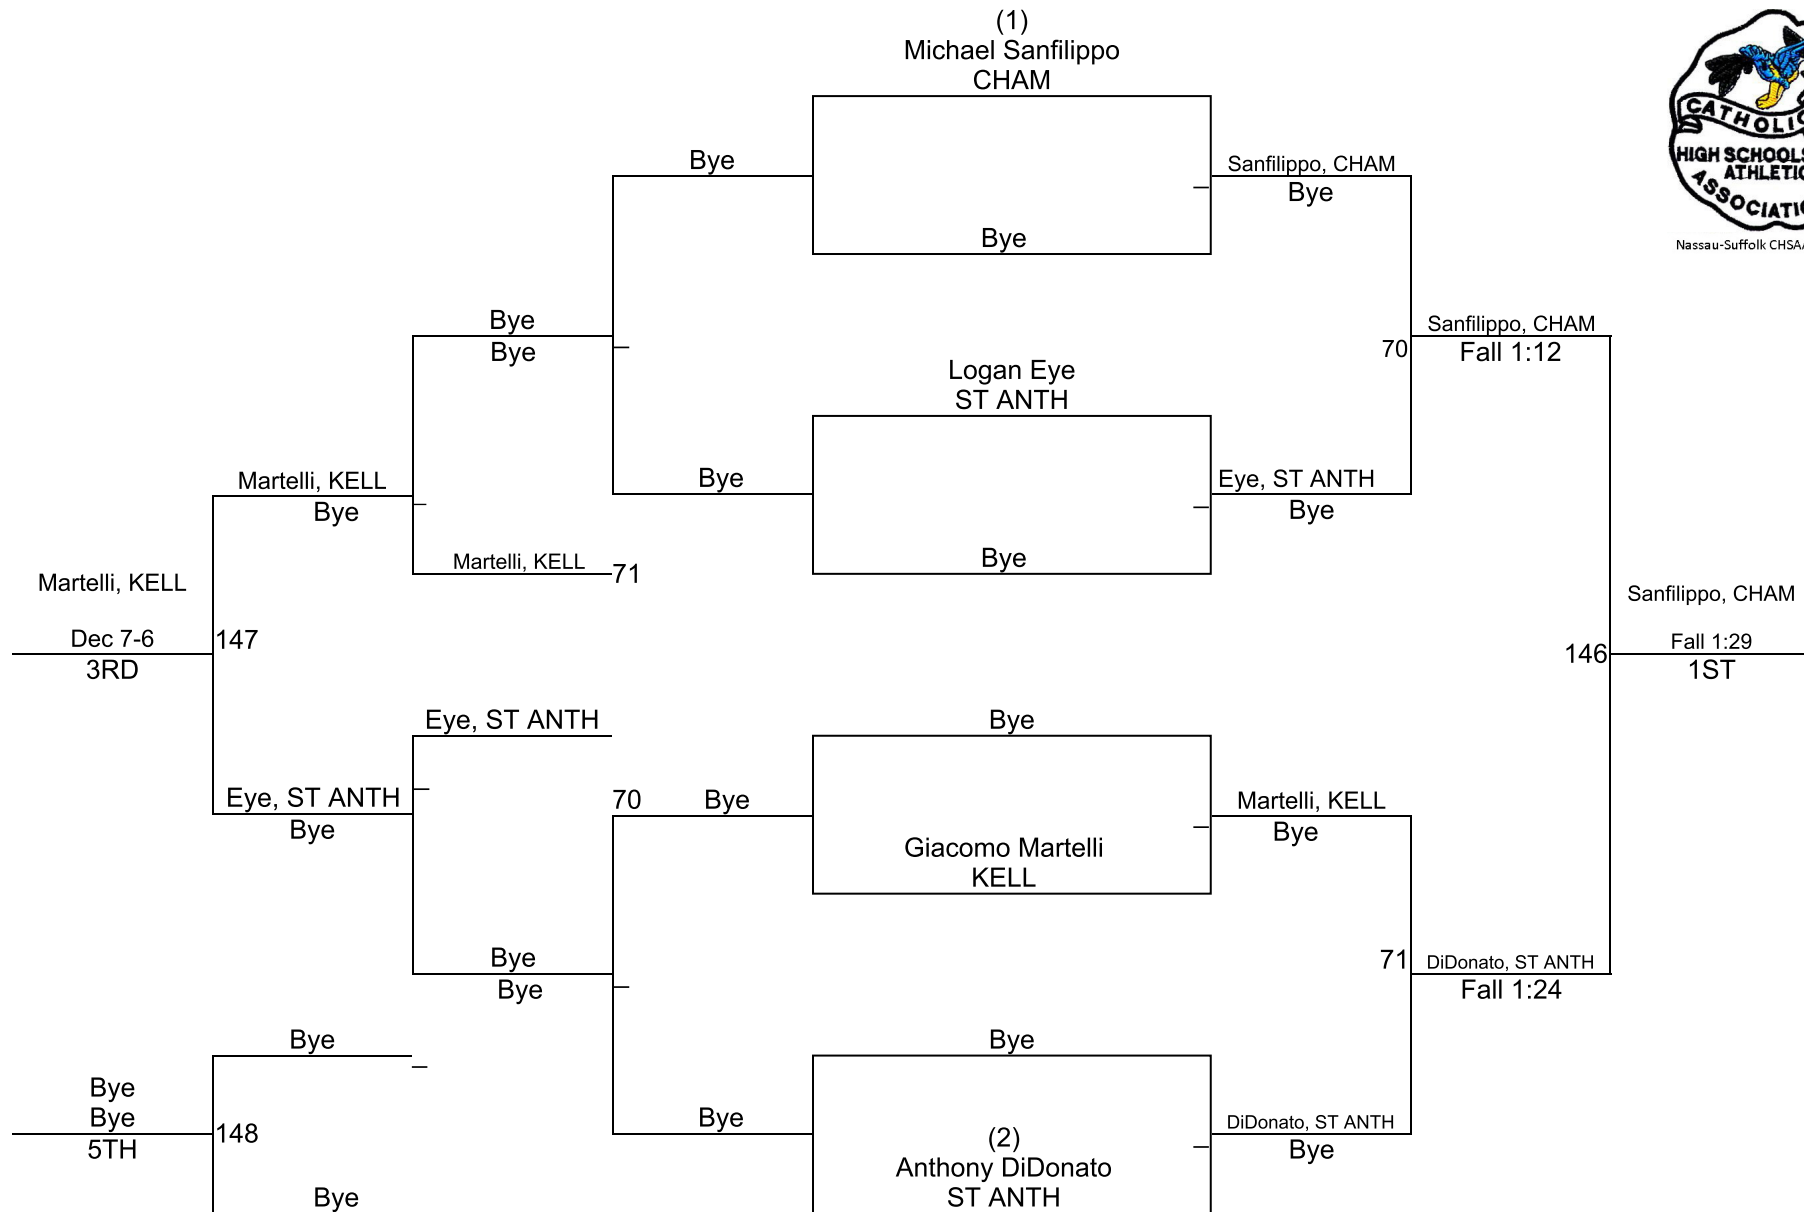 (1)
Michael Sanfilippo
CHAM
CATHOLIC
HIGH SCHOOLS
ATHLETIC
Bye
Sanfilippo, CHAM
Bye
Bye
Nassau-Suffolk CHSAA
Bye
Bye
Sanfilippo, CHAM
70
Fall 1:12
Logan Eye
ST ANTH
Martelli, KELL
Bye
Bye
Eye, ST ANTH
Bye
Martelli, KELL
71
Bye
Martelli, KELL
Sanfilippo, CHAM
Dec 7-6
147
3RD
146
Fall 1:29
1ST
Eye, ST ANTH
Bye
Eye, ST ANTH
Bye
70
Bye
Martelli, KELL
Bye
Giacomo Martelli
KELL
Bye
Bye
71
DiDonato, ST ANTH
Fall 1:24
Bye
Bye
Bye
Bye
5TH
148
Bye
(2)
Anthony DiDonato
ST ANTH
DiDonato, ST ANTH
Bye
Bye